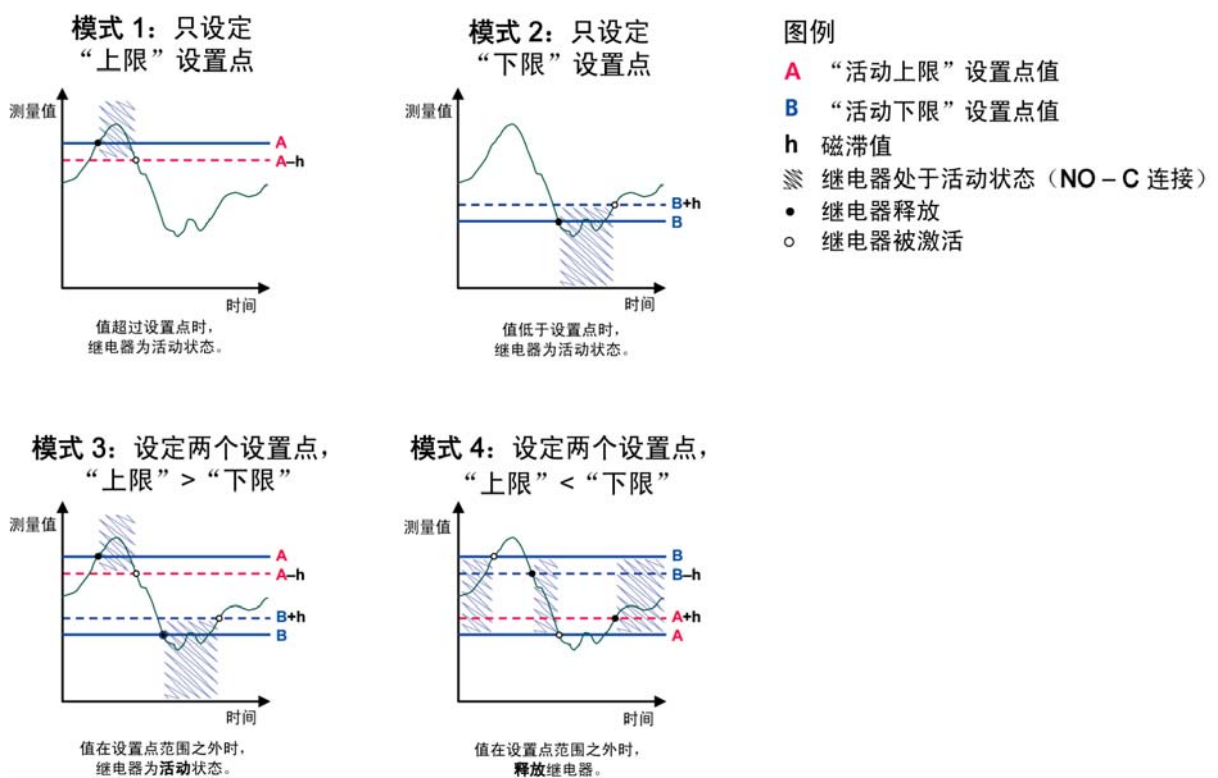 模式 1：只设定
“上限”设置点
测量值
A
A–h
时间
值超过设置点时，
继电器为活动状态。
模式 2：只设定
“下限”设置点
B+h
B
时间
值低于设置点时，
继电器为活动状态。
图例
A “活动上限”设置点值
B “活动下限”设置点值
h 磁滞值
继电器处于活动状态（NO – C 连接）
继电器释放
继电器被激活
模式 3：设定两个设置点，
“上限” > “下限”
测量值
A
A–h
B+h
B
时间
值在设置点范围之外时，
继电器为活动状态。
模式 4：设定两个设置点，
“上限” < “下限”
测量值
B
B–h
A+h
A
时间
值在设置点范围之外时，
释放继电器。